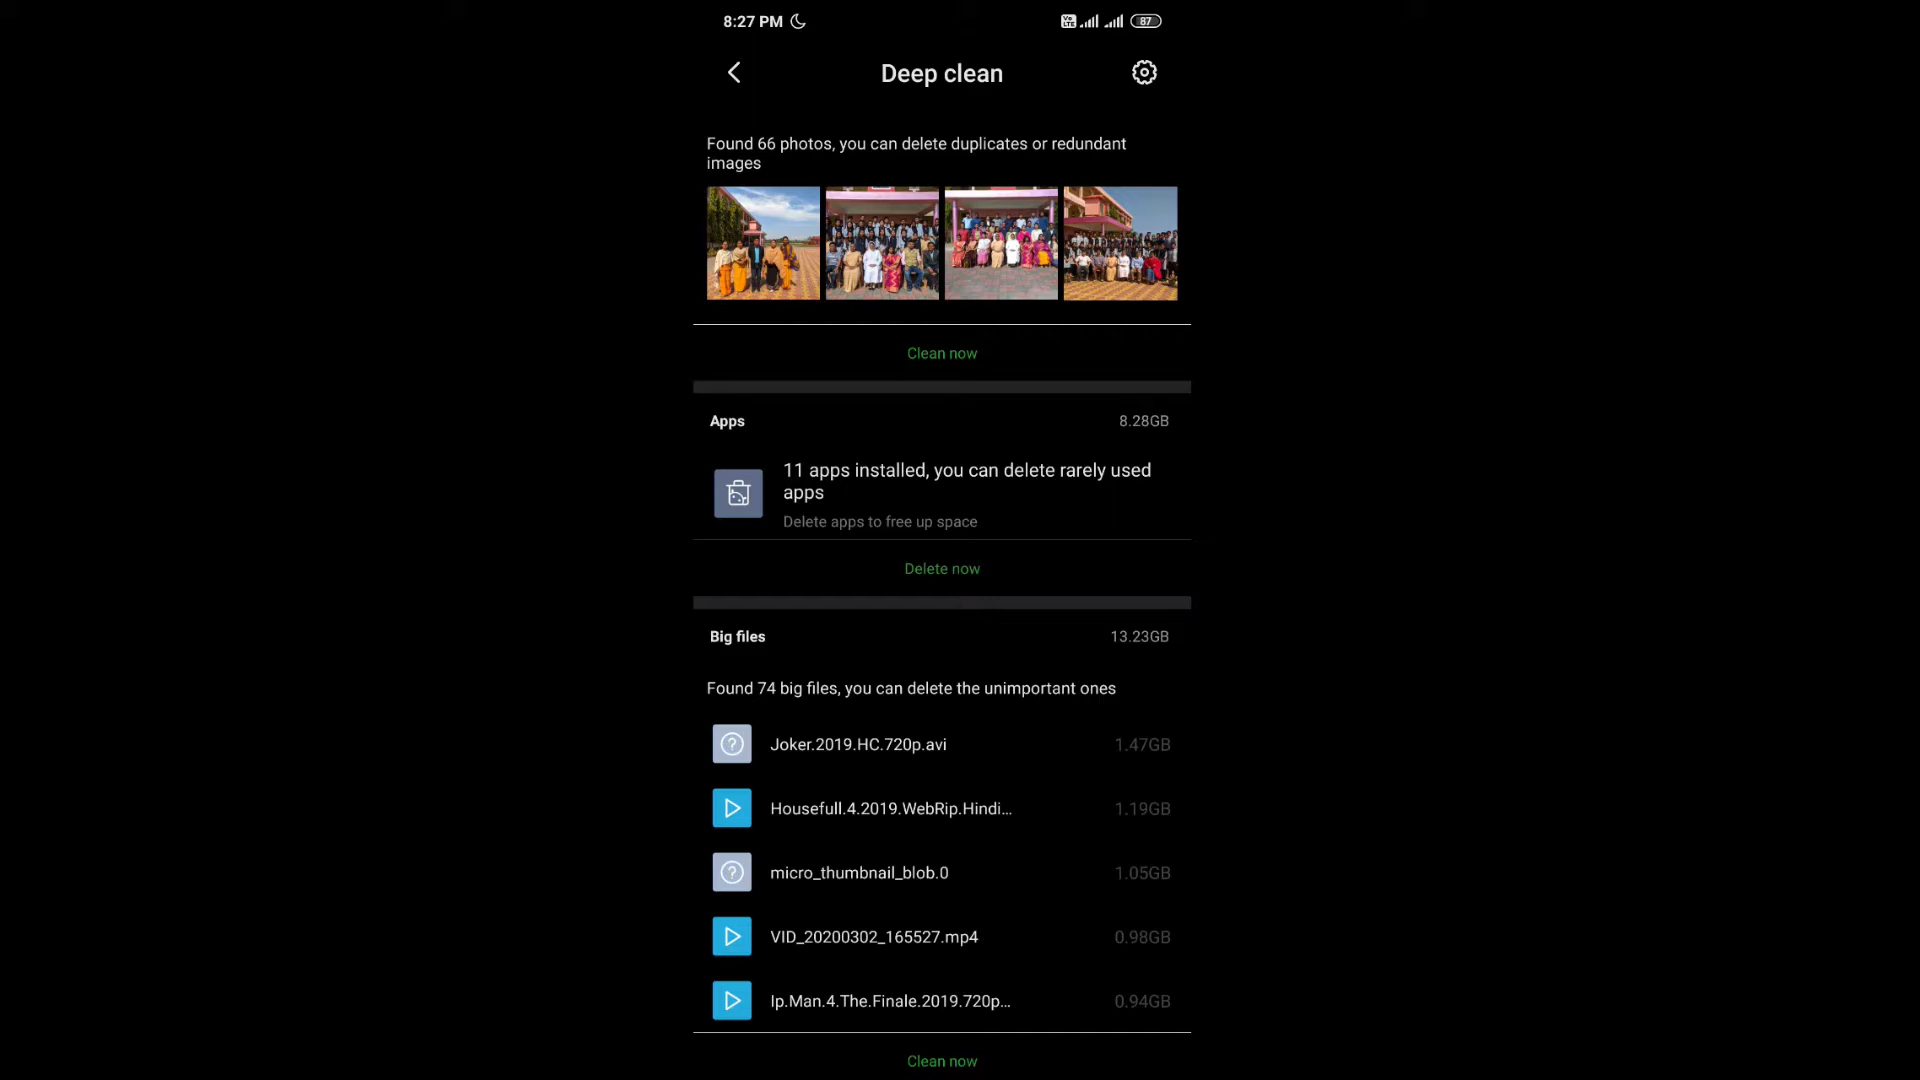 8:27 PM
Vo LTE
87
Deep clean
Found 66 photos, you can delete duplicates or redundant
images
Clean now
Apps 8.28GB
11 apps installed, you can delete rarely used
apps
Delete apps to free up space
Delete now
Big files 13.23GB
Found 74 big files, you can delete the unimportant ones
Joker.2019.HC.720p.avi 1.47GB
Housefull.4.2019.WebRip.Hindi... 1.19GB
micro_thumbnail_blob.0 1.05GB
VID_20200302_165527.mp4 0.98GB
Ip.Man.4.The.Finale.2019.720p... 0.94GB
Clean now